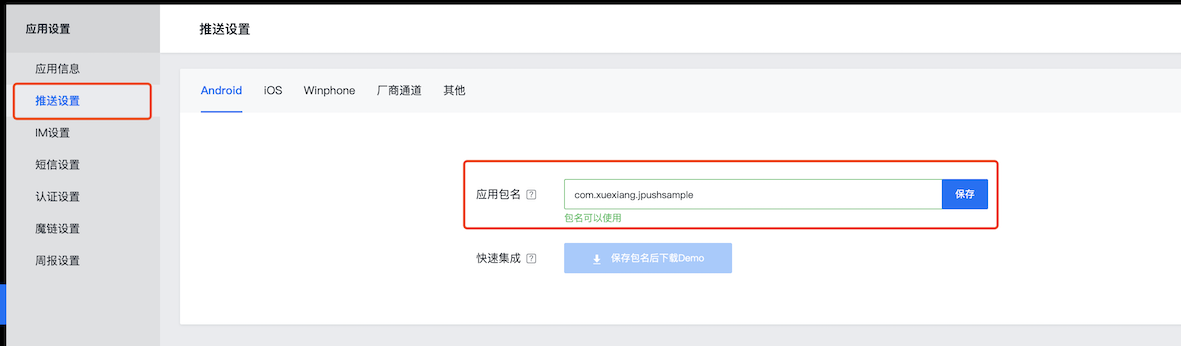 应用设置
应用信息
推送设置
IM设置
短信设置
认证设置
魔链设置
周报设置
推送设置
Android iOS Winphone 厂商通道 其他
应用包名 ? com.xuexiang.jpushsample 保存
包名可以使用
快速集成 ? 保存包名后下载Demo